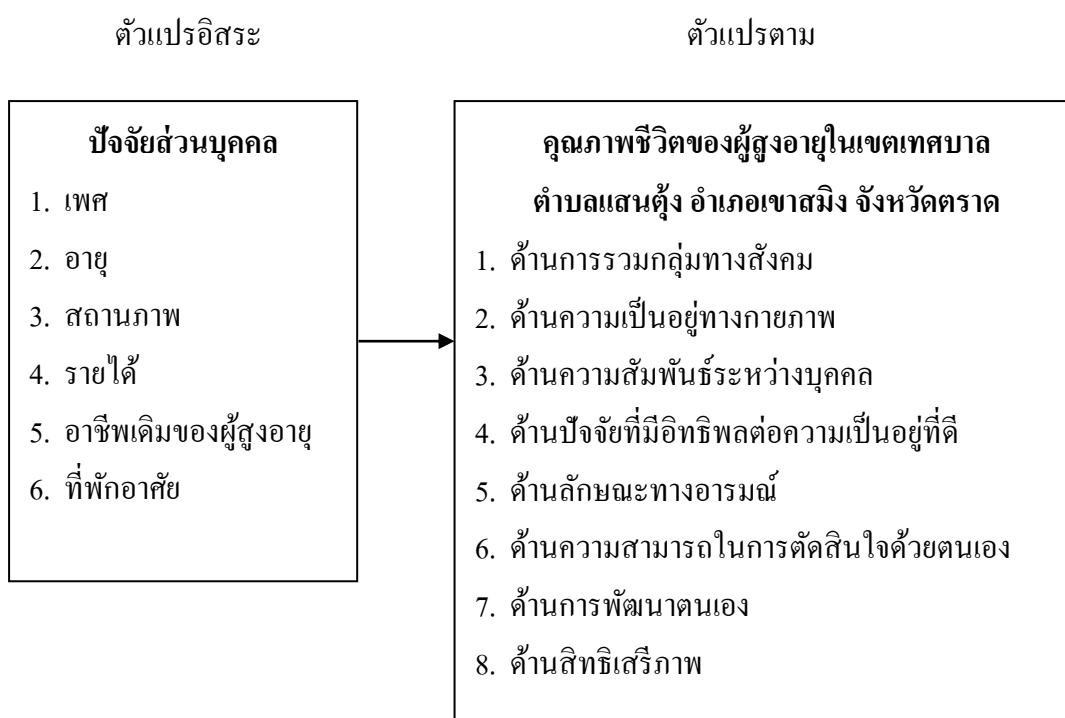 ตัวแปรอิสระ
ตัวแปรตาม
ปัจจัยส่วนบุคคล
1. เพศ
2. อายุ
3. สถานภาพ
4. รายได้
5. อาชีพเดิมของผู้สูงอายุ
6. ที่พักอาศัย
คุณภาพชีวิตของผู้สูงอายุในเขตเทศบาล
ตำบลแสนตุ้ง อำเภอเขาสมิง จังหวัดตราด
1. ด้านการรวมกลุ่มทางสังคม
2. ด้านความเป็นอยู่ทางกายภาพ
3. ด้านความสัมพันธ์ระหว่างบุคคล
4. ด้านปัจจัยที่มีอิทธิพลต่อความเป็นอยู่ที่ดี
5. ด้านลักษณะทางอารมณ์
6. ด้านความสามารถในการตัดสินใจด้วยตนเอง
7. ด้านการพัฒนาตนเอง
8. ด้านสิทธิเสรีภาพ